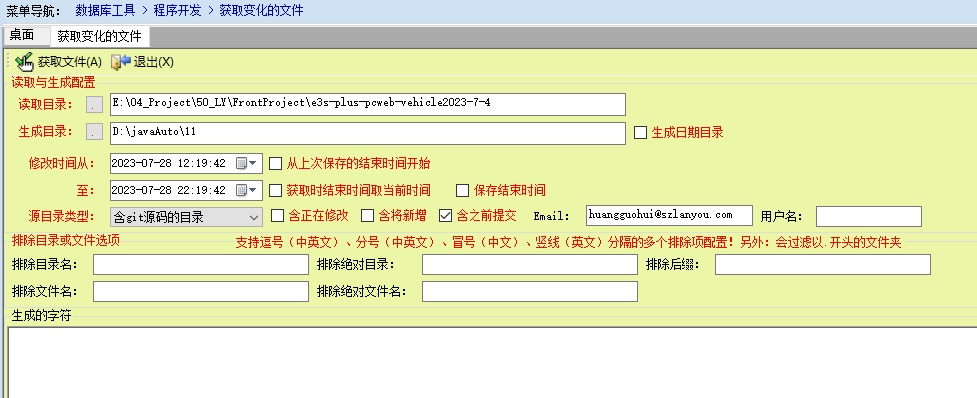 菜单导航： 数据库工具 > 程序开发 > 获取变化的文件
桌面 获取变化的文件
获取文件(A) 退出(X)
读取与生成配置
读取目录： . E:\04_Project\50_LY\FrontProject\e3s-plus-pcweb-vehicle2023-7-4
生成目录： . D:\javaAuto\11 生成日期目录
修改时间从： 2023-07-28 12:19:42 从上次保存的结束时间开始
至： 2023-07-28 22:19:42 获取时结束时间取当前时间 保存结束时间
源目录类型： 含git源码的目录 含正在修改 含将新增 含之前提交 Email： huangguohui@szlanyou.com 用户名：
排除目录或文件选项 支持逗号（中英文）、分号（中英文）、冒号（中文）、竖线（英文）分隔的多个排除项配置！另外：会过滤以.开头的文件夹
排除目录名： 排除绝对目录： 排除后缀：
排除文件名： 排除绝对文件名：
生成的字符